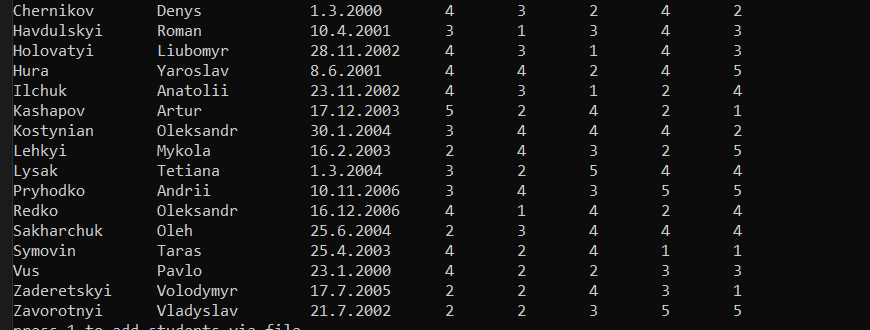 Chernikov Denys 1.3.2000 4 3 2 4 2
Havdulskyi Roman 10.4.2001 3 1 3 4 3
Holovatyi Liubomyr 28.11.2002 4 3 1 4 3
Hura Yaroslav 8.6.2001 4 4 2 4 5
Ilchuk Anatolii 23.11.2002 4 3 1 2 4
Kashapov Artur 17.12.2003 5 2 4 2 1
Kostynian Oleksandr 30.1.2004 3 4 4 4 2
Lehkyi Mykola 16.2.2003 2 4 3 2 5
Lysak Tetiana 1.3.2004 3 2 5 4 4
Pryhodko Andrii 10.11.2006 3 4 3 5 5
Redko Oleksandr 16.12.2006 4 1 4 2 4
Sakharchuk Oleh 25.6.2004 2 3 4 4 4
Symovin Taras 25.4.2003 4 2 4 1 1
Vus Pavlo 23.1.2000 4 2 2 3 3
Zaderetskyi Volodymyr 17.7.2005 2 2 4 3 1
Zavorotnyi Vladyslav 21.7.2002 2 2 3 5 5
press 1 to add students via file